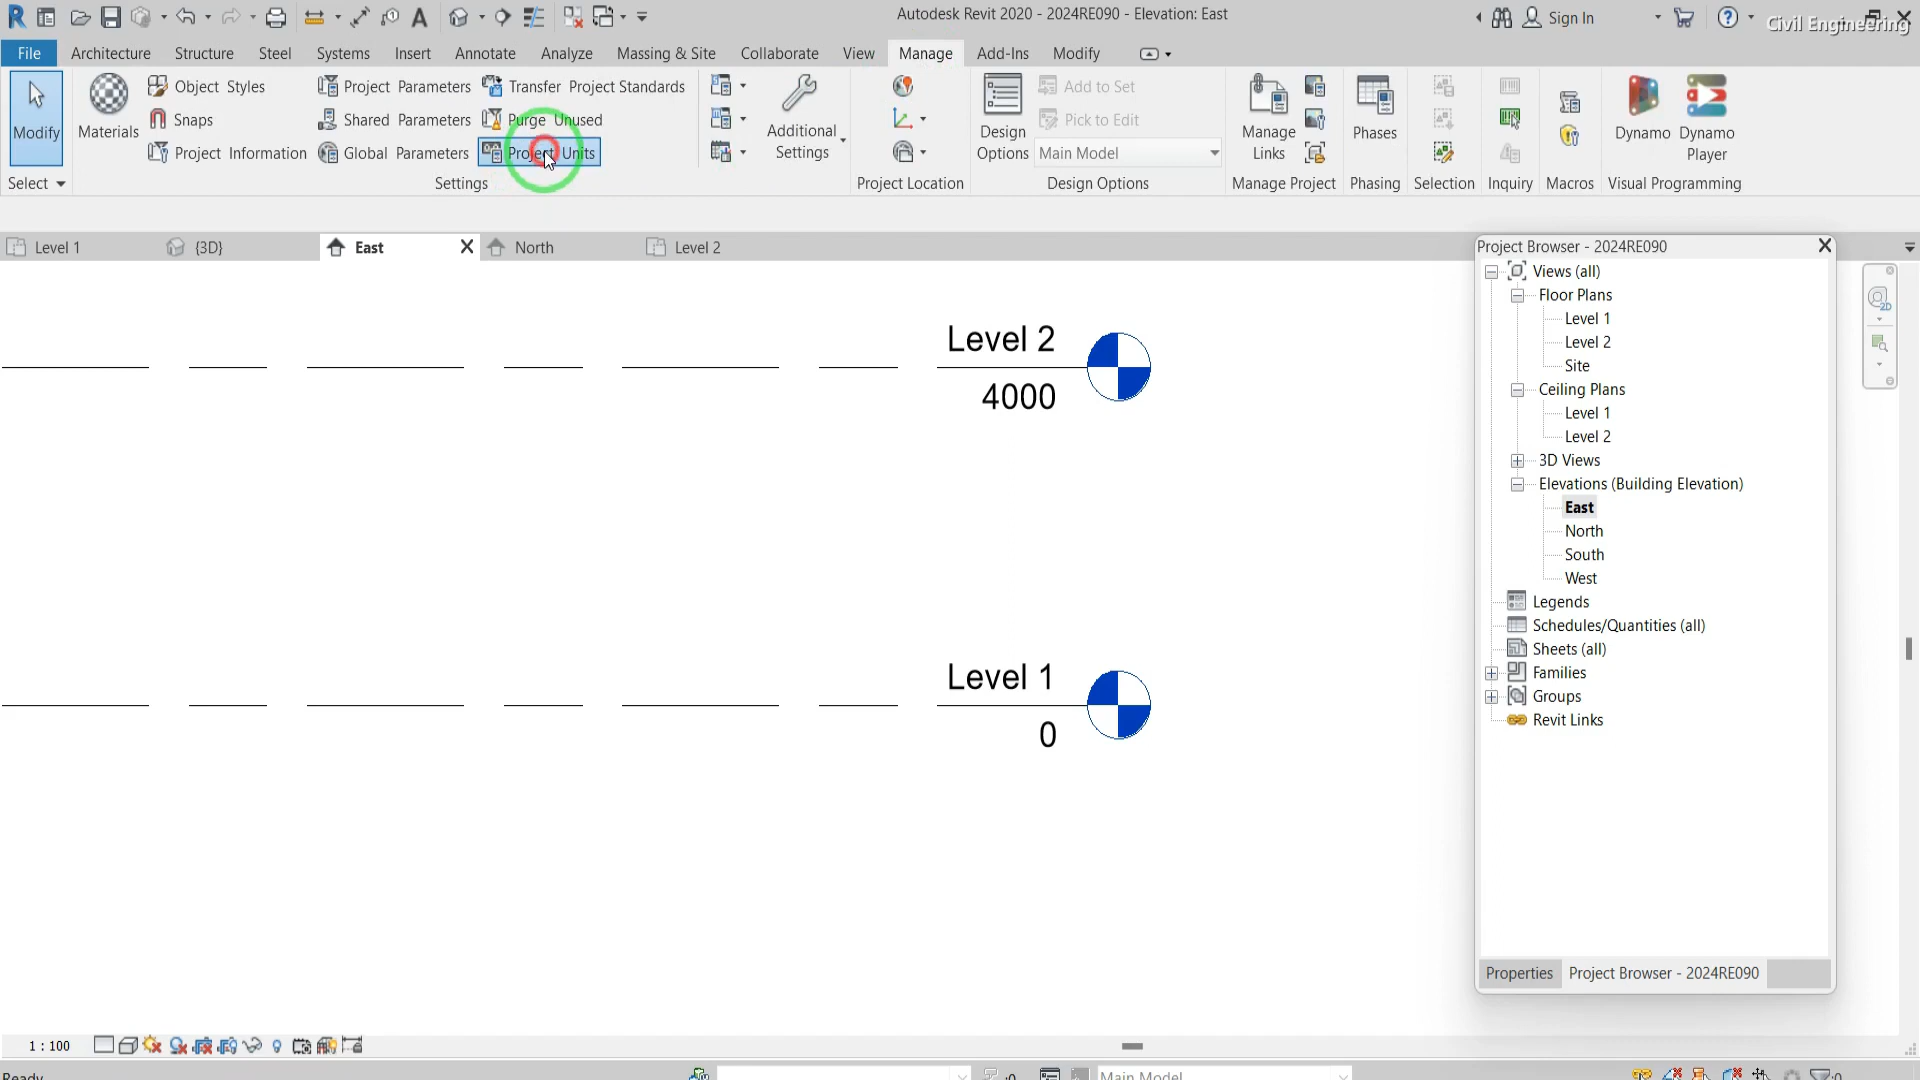 Autodesk Revit 2020 - 2024RE090 - Elevation: East
Sign In
Civil Engineering
File Architecture Structure Steel Systems Insert Annotate Analyze Massing & Site Collaborate View Manage Add-Ins Modify
Modify
Select
Materials
Object Styles
Snaps
Project Information
Project Parameters
Shared Parameters
Global Parameters
Transfer Project Standards
Purge Unused
Project Units
Settings
Additional
Settings
Project Location
Design
Options
Add to Set
Pick to Edit
Main Model
Design Options
Manage
Links
Manage Project
Phases
Phasing
Selection
Inquiry
Macros
Dynamo
Dynamo
Player
Visual Programming
Level 1
{3D}
East
North
Level 2
Level 2
4000
Level 1
0
Project Browser - 2024RE090
Views (all)
Floor Plans
Level 1
Level 2
Site
Ceiling Plans
Level 1
Level 2
3D Views
Elevations (Building Elevation)
East
North
South
West
Legends
Schedules/Quantities (all)
Sheets (all)
Families
Groups
Revit Links
Properties
Project Browser - 2024RE090
2D
1 : 100
Ready
:0
Main Model
:0